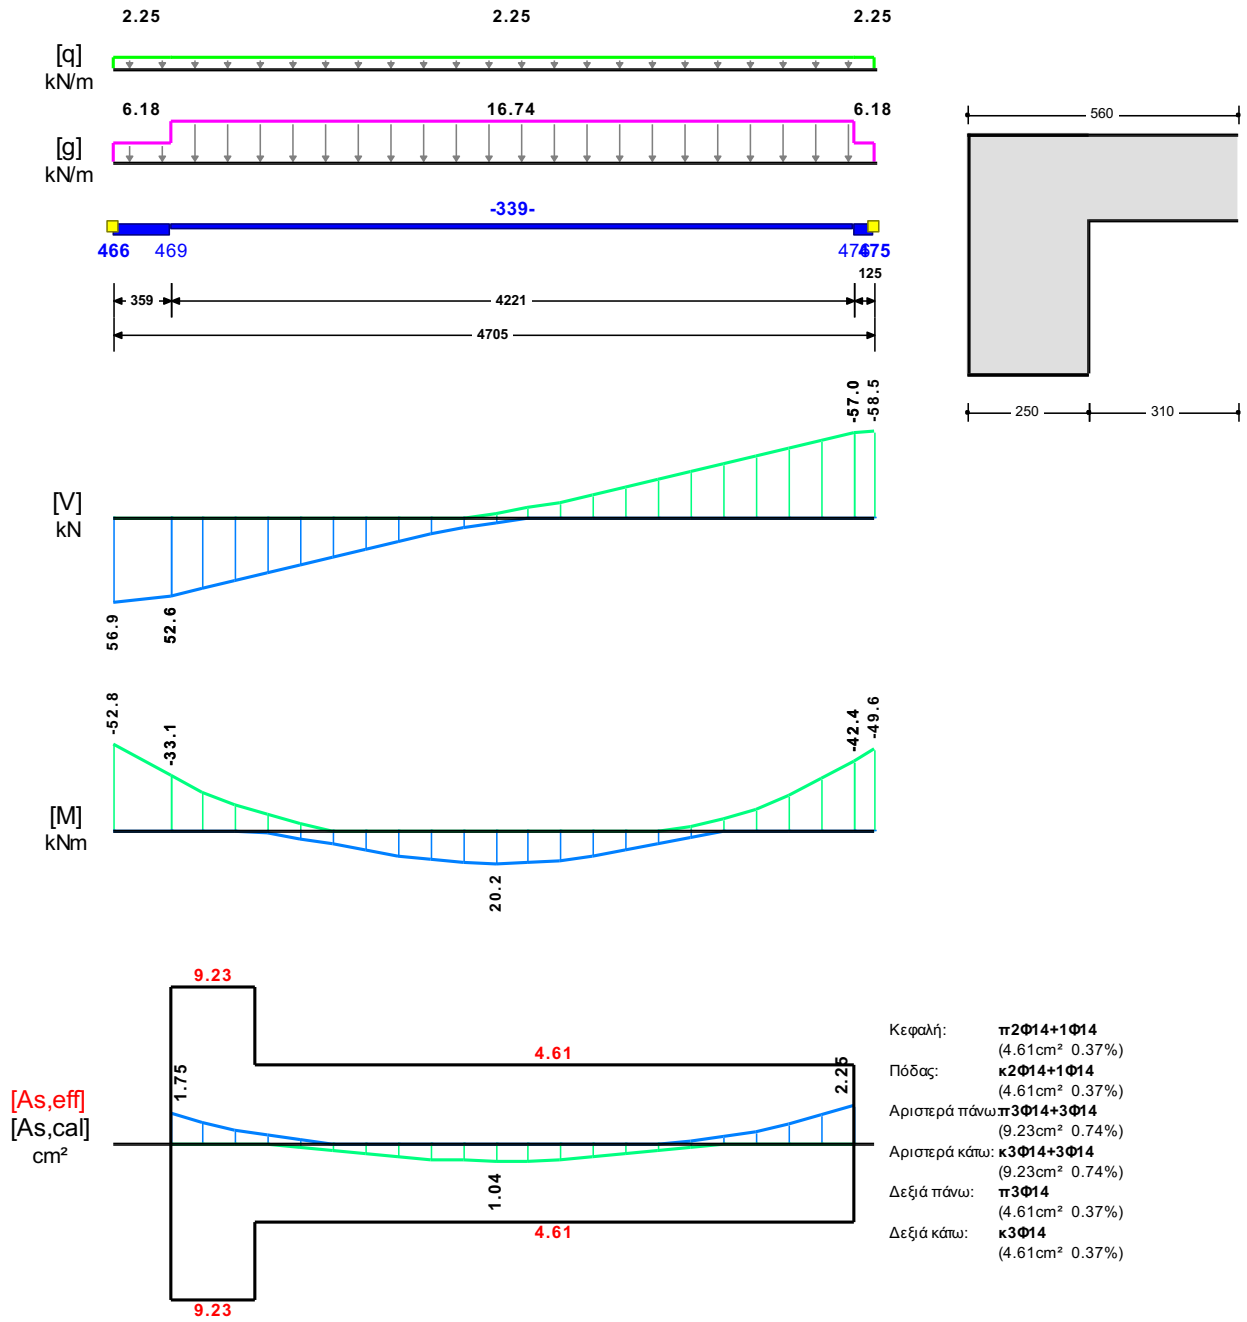 2.25 2.25 2.25
[q]
kN/m
6.18 16.74 6.18
[g]
kN/m
560
-339-
466 469 475
125
359 4221
4705
250 310
-57.0
-58.5
[V]
kN
56.9
52.6
-52.8
-33.1
-42.4
-49.6
[M]
kNm
20.2
9.23
4.61
1.75
2.25
[As,eff]
[As,cal]
cm²
1.04
4.61
9.23
Κεφαλή: π2Φ14+1Φ14
(4.61cm² 0.37%)
Πόδας: κ2Φ14+1Φ14
(4.61cm² 0.37%)
Αριστερά πάνω: π3Φ14+3Φ14
(9.23cm² 0.74%)
Αριστερά κάτω: κ3Φ14+3Φ14
(9.23cm² 0.74%)
Δεξιά πάνω: π3Φ14
(4.61cm² 0.37%)
Δεξιά κάτω: κ3Φ14
(4.61cm² 0.37%)